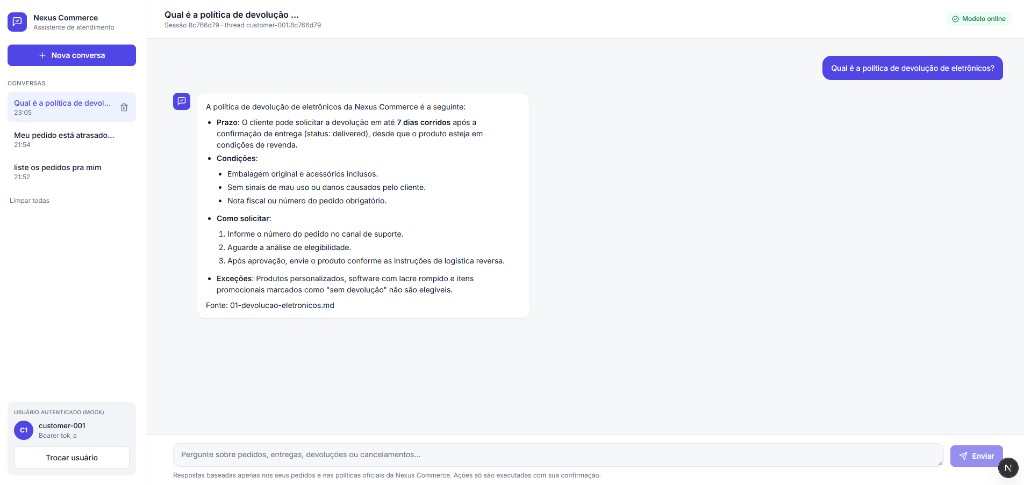 Nexus Commerce
Assistente de atendimento
+ Nova conversa
CONVERSAS
Qual é a política de devol...
23:05
Meu pedido está atrasado...
21:54
liste os pedidos pra mim
21:52
Limpar todas
USUÁRIO AUTENTICADO (MOCK)
C1
customer-001
Bearer tok_a
Trocar usuário
Qual é a política de devolução ...
Sessão 8c766d79 · thread customer-001:8c766d79
Modelo online
Qual é a política de devolução de eletrônicos?
A política de devolução de eletrônicos da Nexus Commerce é a seguinte:
• Prazo: O cliente pode solicitar a devolução em até 7 dias corridos após a
confirmação de entrega (status: delivered), desde que o produto esteja em
condições de revenda.
• Condições:
• Embalagem original e acessórios inclusos.
• Sem sinais de mau uso ou danos causados pelo cliente.
• Nota fiscal ou número do pedido obrigatório.
• Como solicitar:
1. Informe o número do pedido no canal de suporte.
2. Aguarde a análise de elegibilidade.
3. Após aprovação, envie o produto conforme as instruções de logística reversa.
• Exceções: Produtos personalizados, software com lacre rompido e itens
promocionais marcados como "sem devolução" não são elegíveis.
Fonte: 01-devolucao-eletronicos.md
Pergunte sobre pedidos, entregas, devoluções ou cancelamentos...
Enviar
N
Respostas baseadas apenas nos seus pedidos e nas políticas oficiais da Nexus Commerce. Ações só são executadas com sua confirmação.